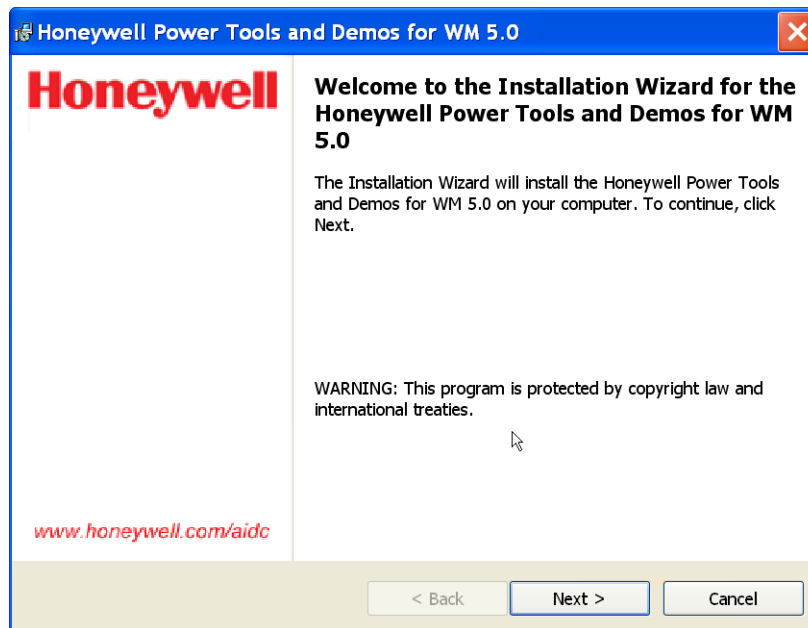 Honeywell Power Tools and Demos for WM 5.0
Honeywell
Welcome to the Installation Wizard for the
Honeywell Power Tools and Demos for WM
5.0
The Installation Wizard will install the Honeywell Power Tools
and Demos for WM 5.0 on your computer. To continue, click
Next.
WARNING: This program is protected by copyright law and
international treaties.
www.honeywell.com/aidc
< Back
Next >
Cancel